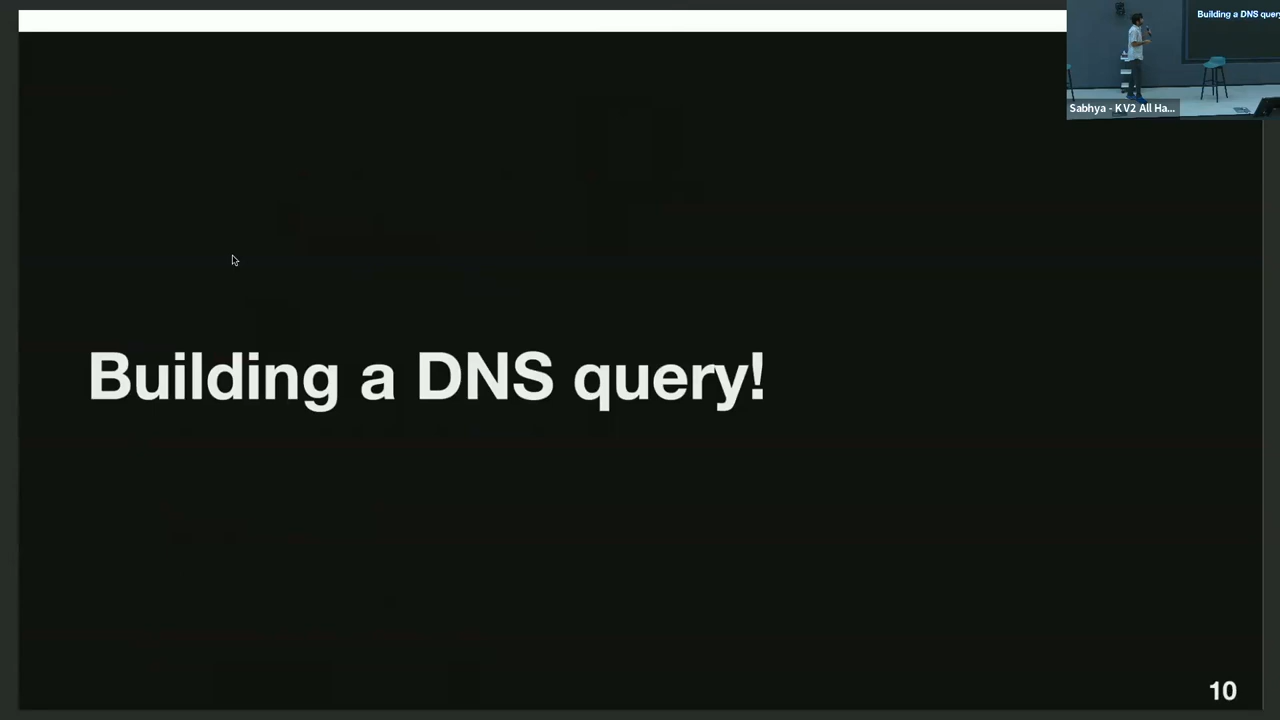 Building a DNS query!
10
Building a DNS query
Sabhya - KV2 All Ha...